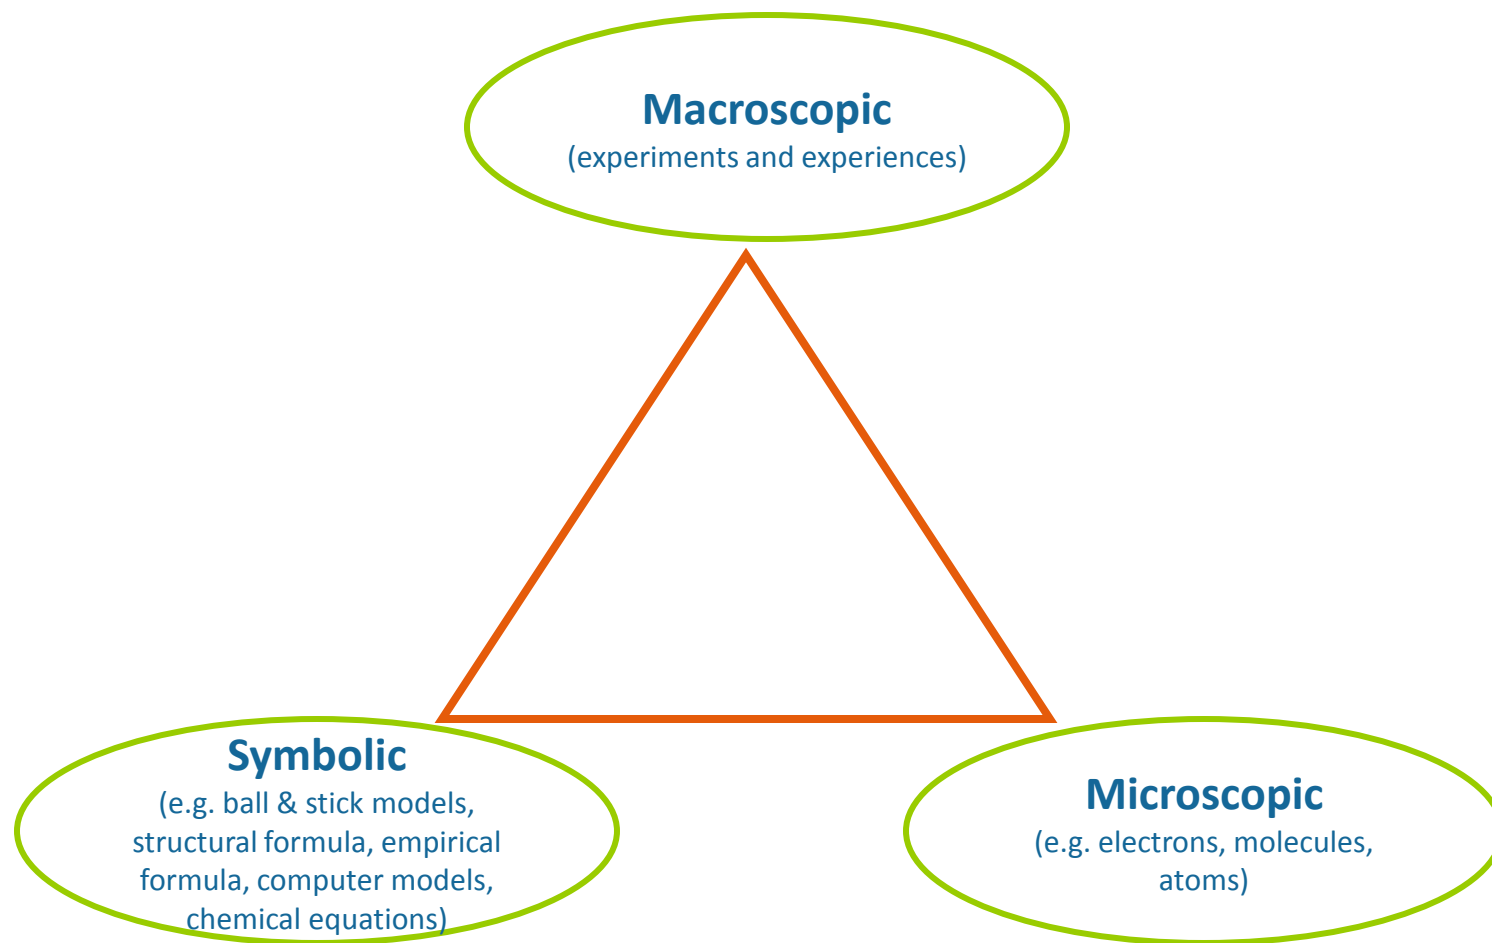 Macroscopic
(experiments and experiences)
Symbolic
(e.g. ball & stick models,
structural formula, empirical
formula, computer models,
chemical equations)
Microscopic
(e.g. electrons, molecules,
atoms)